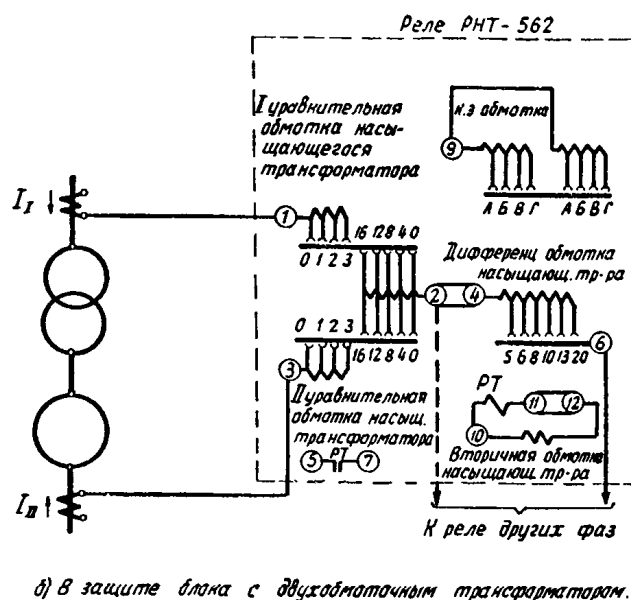 Реле РНТ-562
I уравнительная
обмотка насы-
щающегося
трансформатора
к.з обмотка
9
А Б В Г А Б В Г
I_I
1
16 12 8 4 0
0 1 2 3
Дифференц обмотка
насыщающ. тр-ра
2 4
0 1 2 3
16 12 8 4 0
5 6 8 10 13 20
6
3
II уравнительная
обмотка насыщ.
трансформатора
РТ
11 12
10
Вторичная обмотка
насыщающ. тр-ра
5 РТ 7
I_II
К реле других фаз
б) В защите блока с двухобмоточным трансформатором.